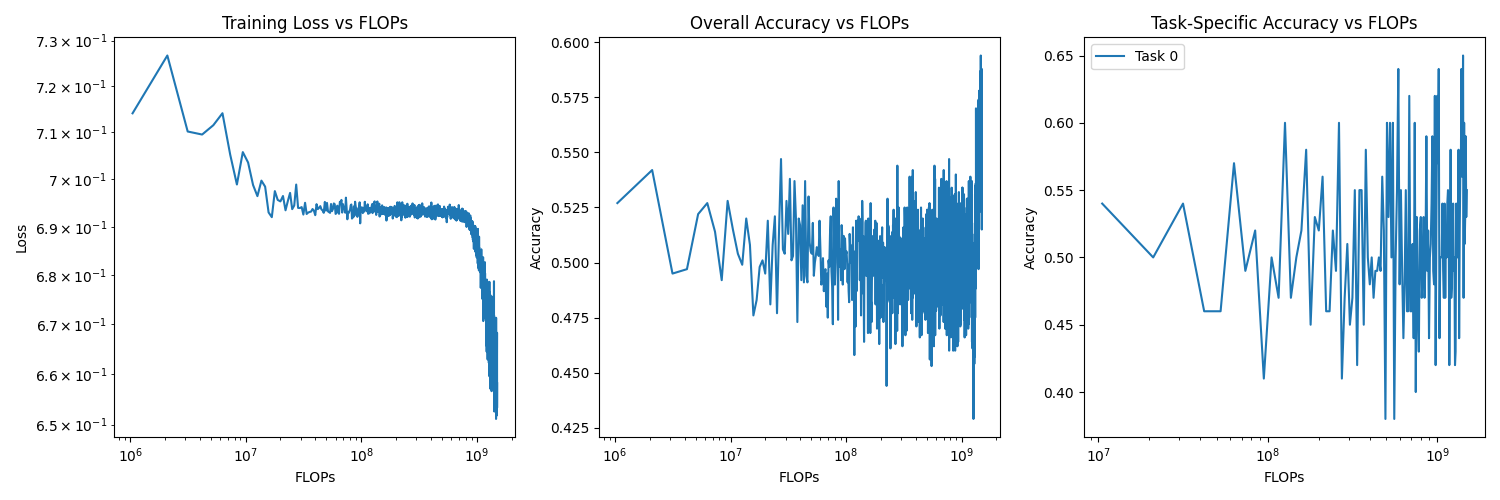 Training Loss vs FLOPs
7.3 × 10⁻¹
7.2 × 10⁻¹
7.1 × 10⁻¹
7 × 10⁻¹
6.9 × 10⁻¹
6.8 × 10⁻¹
6.7 × 10⁻¹
6.6 × 10⁻¹
6.5 × 10⁻¹
Loss
10⁶ 10⁷ 10⁸ 10⁹
FLOPs
Overall Accuracy vs FLOPs
0.600
0.575
0.550
0.525
0.500
0.475
0.450
0.425
Accuracy
10⁶ 10⁷ 10⁸ 10⁹
FLOPs
Task-Specific Accuracy vs FLOPs
Task 0
0.65
0.60
0.55
0.50
0.45
0.40
Accuracy
10⁷ 10⁸ 10⁹
FLOPs